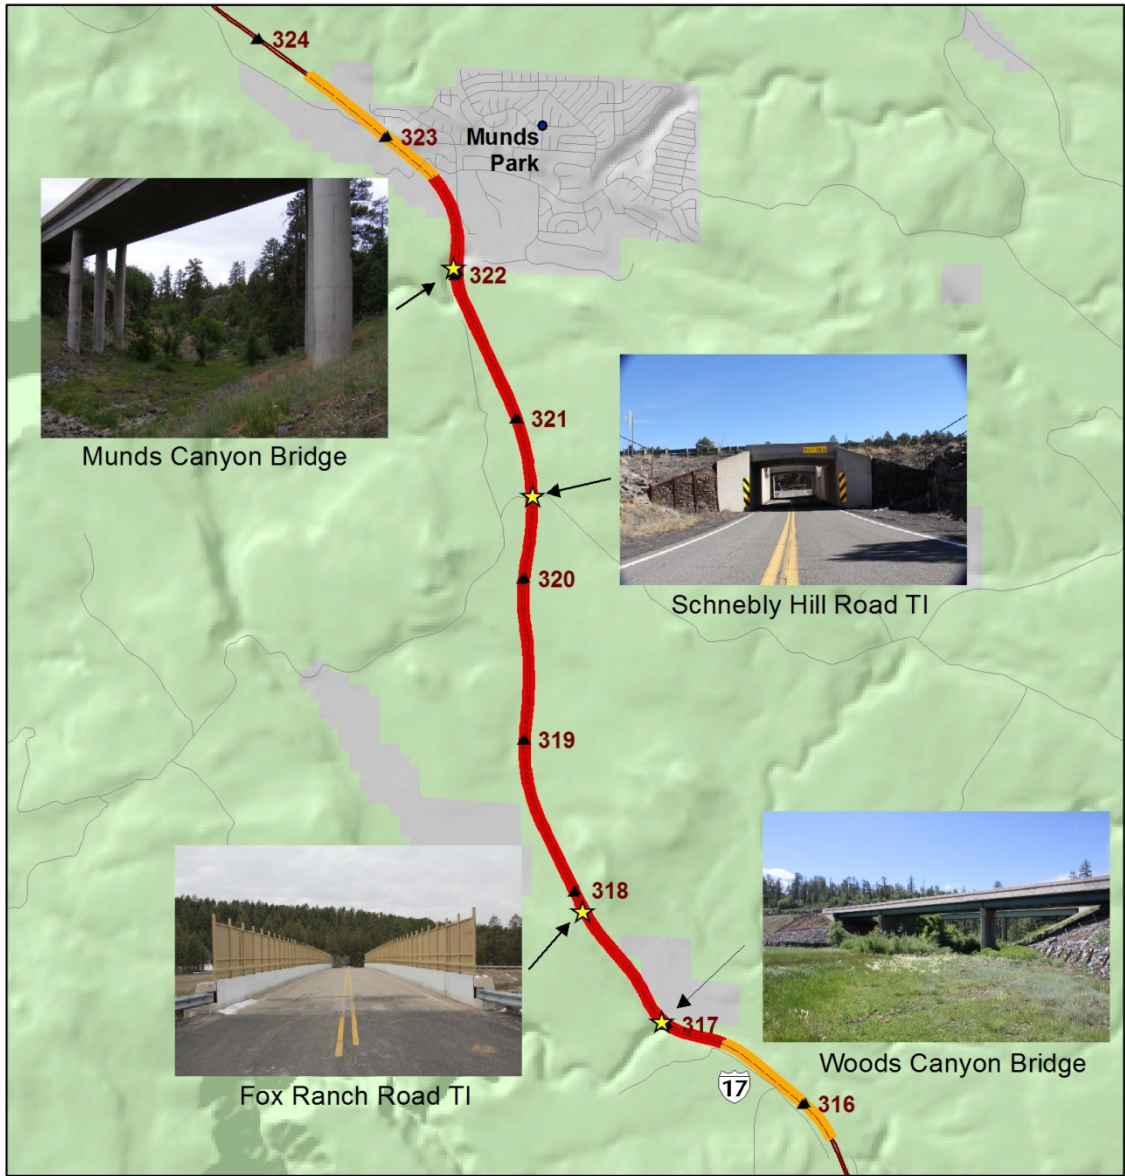 324
323
Munds
Park
322
Munds Canyon Bridge
321
320
Schnebly Hill Road TI
319
318
317
Woods Canyon Bridge
17
316
Fox Ranch Road TI